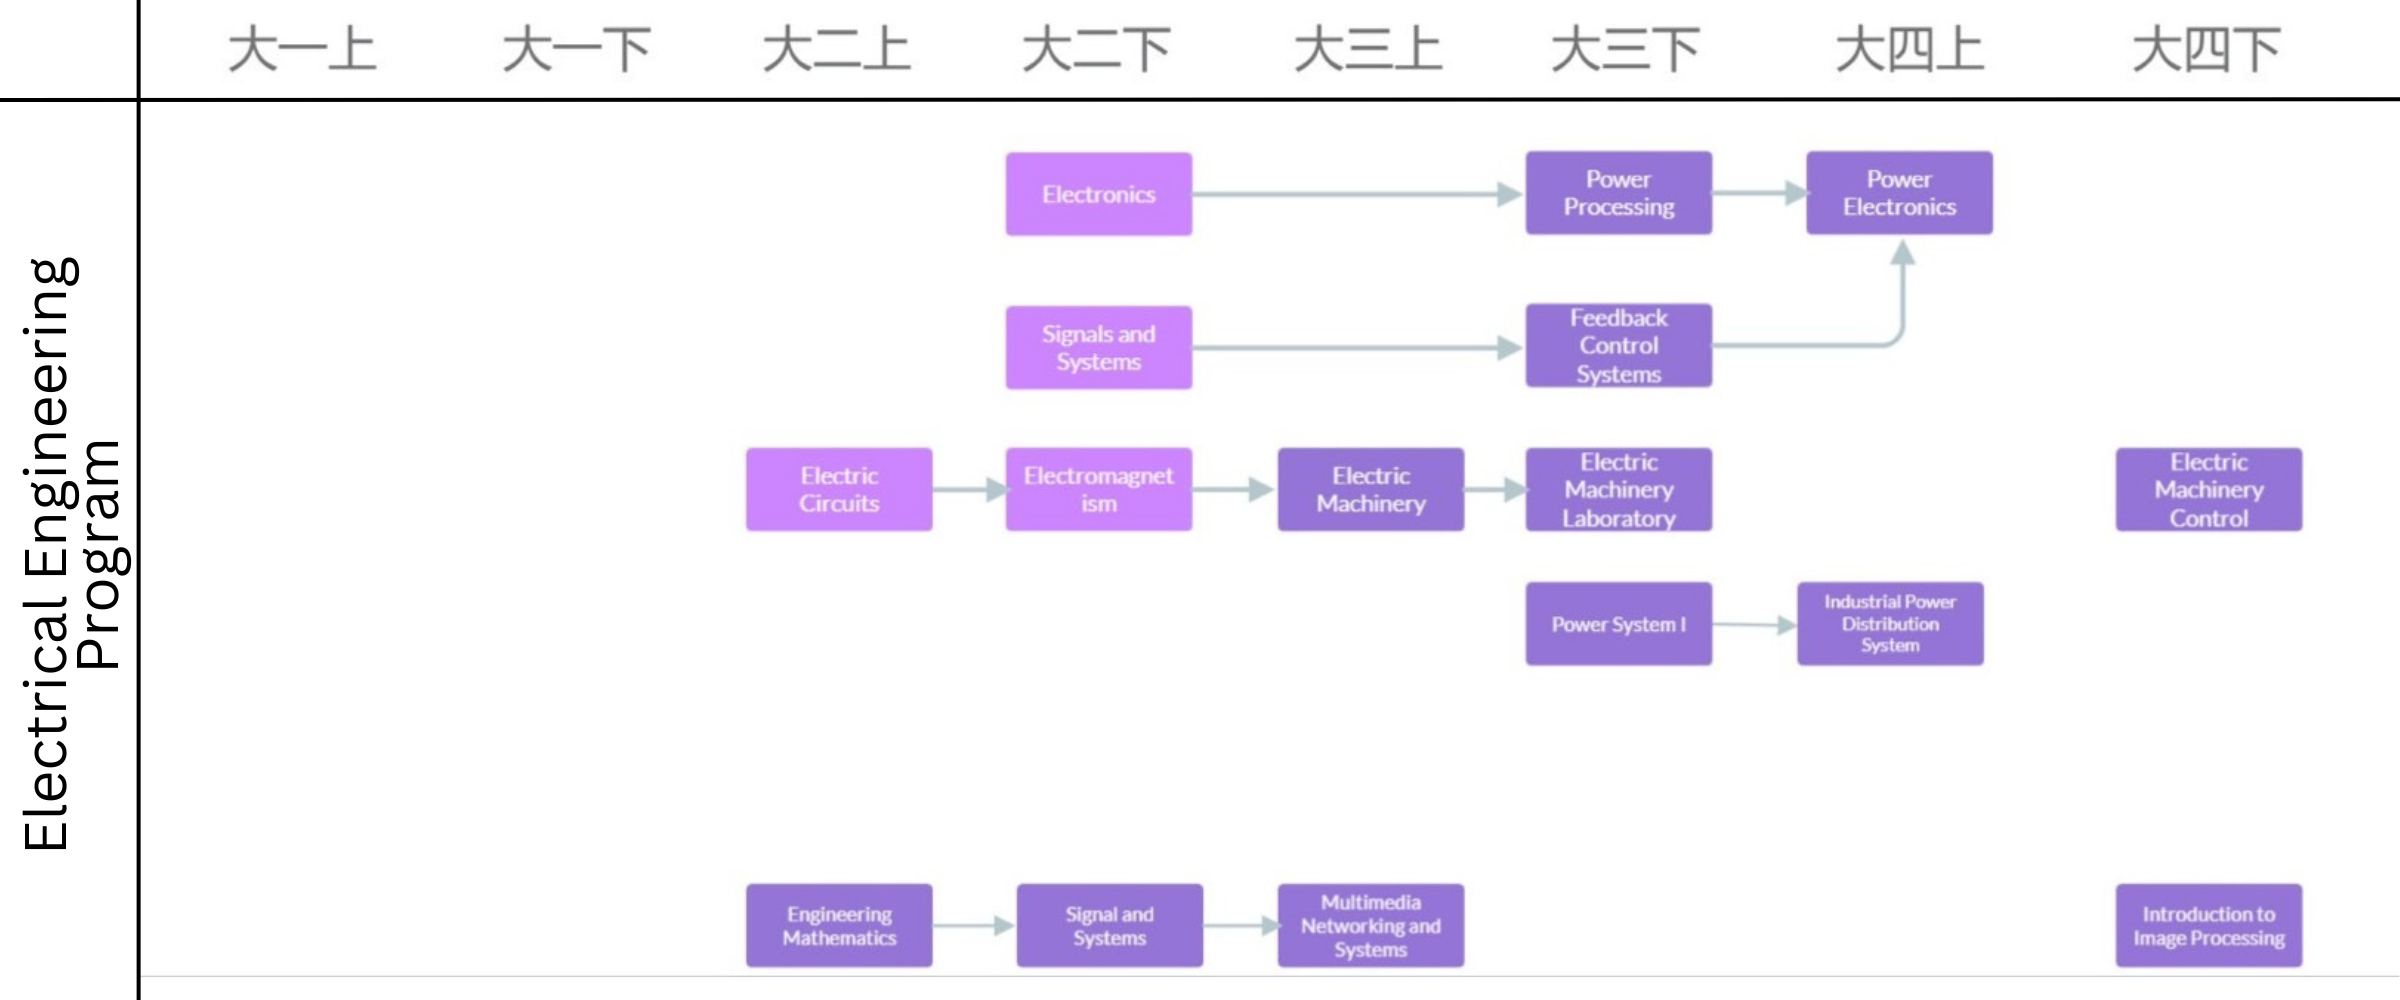 大一上
大一下
大二上
大二下
大三上
大三下
大四上
大四下
Electrical Engineering
Program
Electronics
Power
Processing
Power
Electronics
Signals and
Systems
Feedback
Control
Systems
Electric
Circuits
Electromagnet
ism
Electric
Machinery
Electric
Machinery
Laboratory
Electric
Machinery
Control
Power System I
Industrial Power
Distribution
System
Engineering
Mathematics
Signal and
Systems
Multimedia
Networking and
Systems
Introduction to
Image Processing